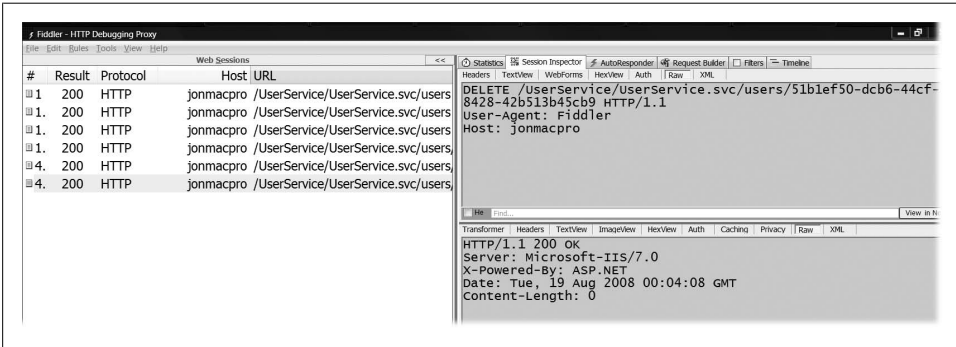 Fiddler - HTTP Debugging Proxy
File Edit Rules Tools View Help
Web Sessions <<
# Result Protocol Host URL
1 200 HTTP jonmacpro /UserService/UserService.svc/users
1. 200 HTTP jonmacpro /UserService/UserService.svc/users
1. 200 HTTP jonmacpro /UserService/UserService.svc/users
1. 200 HTTP jonmacpro /UserService/UserService.svc/users,
4. 200 HTTP jonmacpro /UserService/UserService.svc/users,
4. 200 HTTP jonmacpro /UserService/UserService.svc/users,
Statistics Session Inspector AutoResponder Request Builder Filters Timeline
Headers TextView WebForms HexView Auth Raw XML
DELETE /UserService/UserService.svc/users/51b1ef50-dcb6-44cf-
8428-42b513b45cb9 HTTP/1.1
User-Agent: Fiddler
Host: jonmacpro
He Find... View in N
Transformer Headers TextView ImageView HexView Auth Caching Privacy Raw XML
HTTP/1.1 200 OK
Server: Microsoft-IIS/7.0
X-Powered-By: ASP.NET
Date: Tue, 19 Aug 2008 00:04:08 GMT
Content-Length: 0